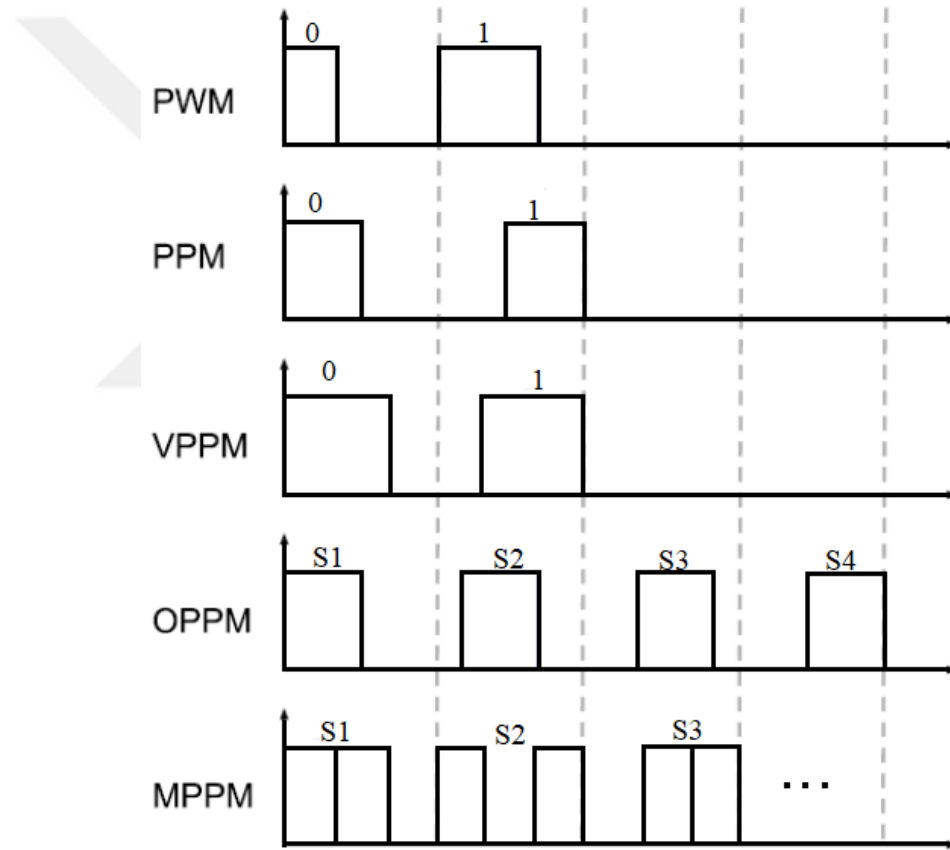 0 1
PWM
0 1
PPM
0 1
VPPM
S1 S2 S3 S4
OPPM
S1 S2 S3
MPPM ...